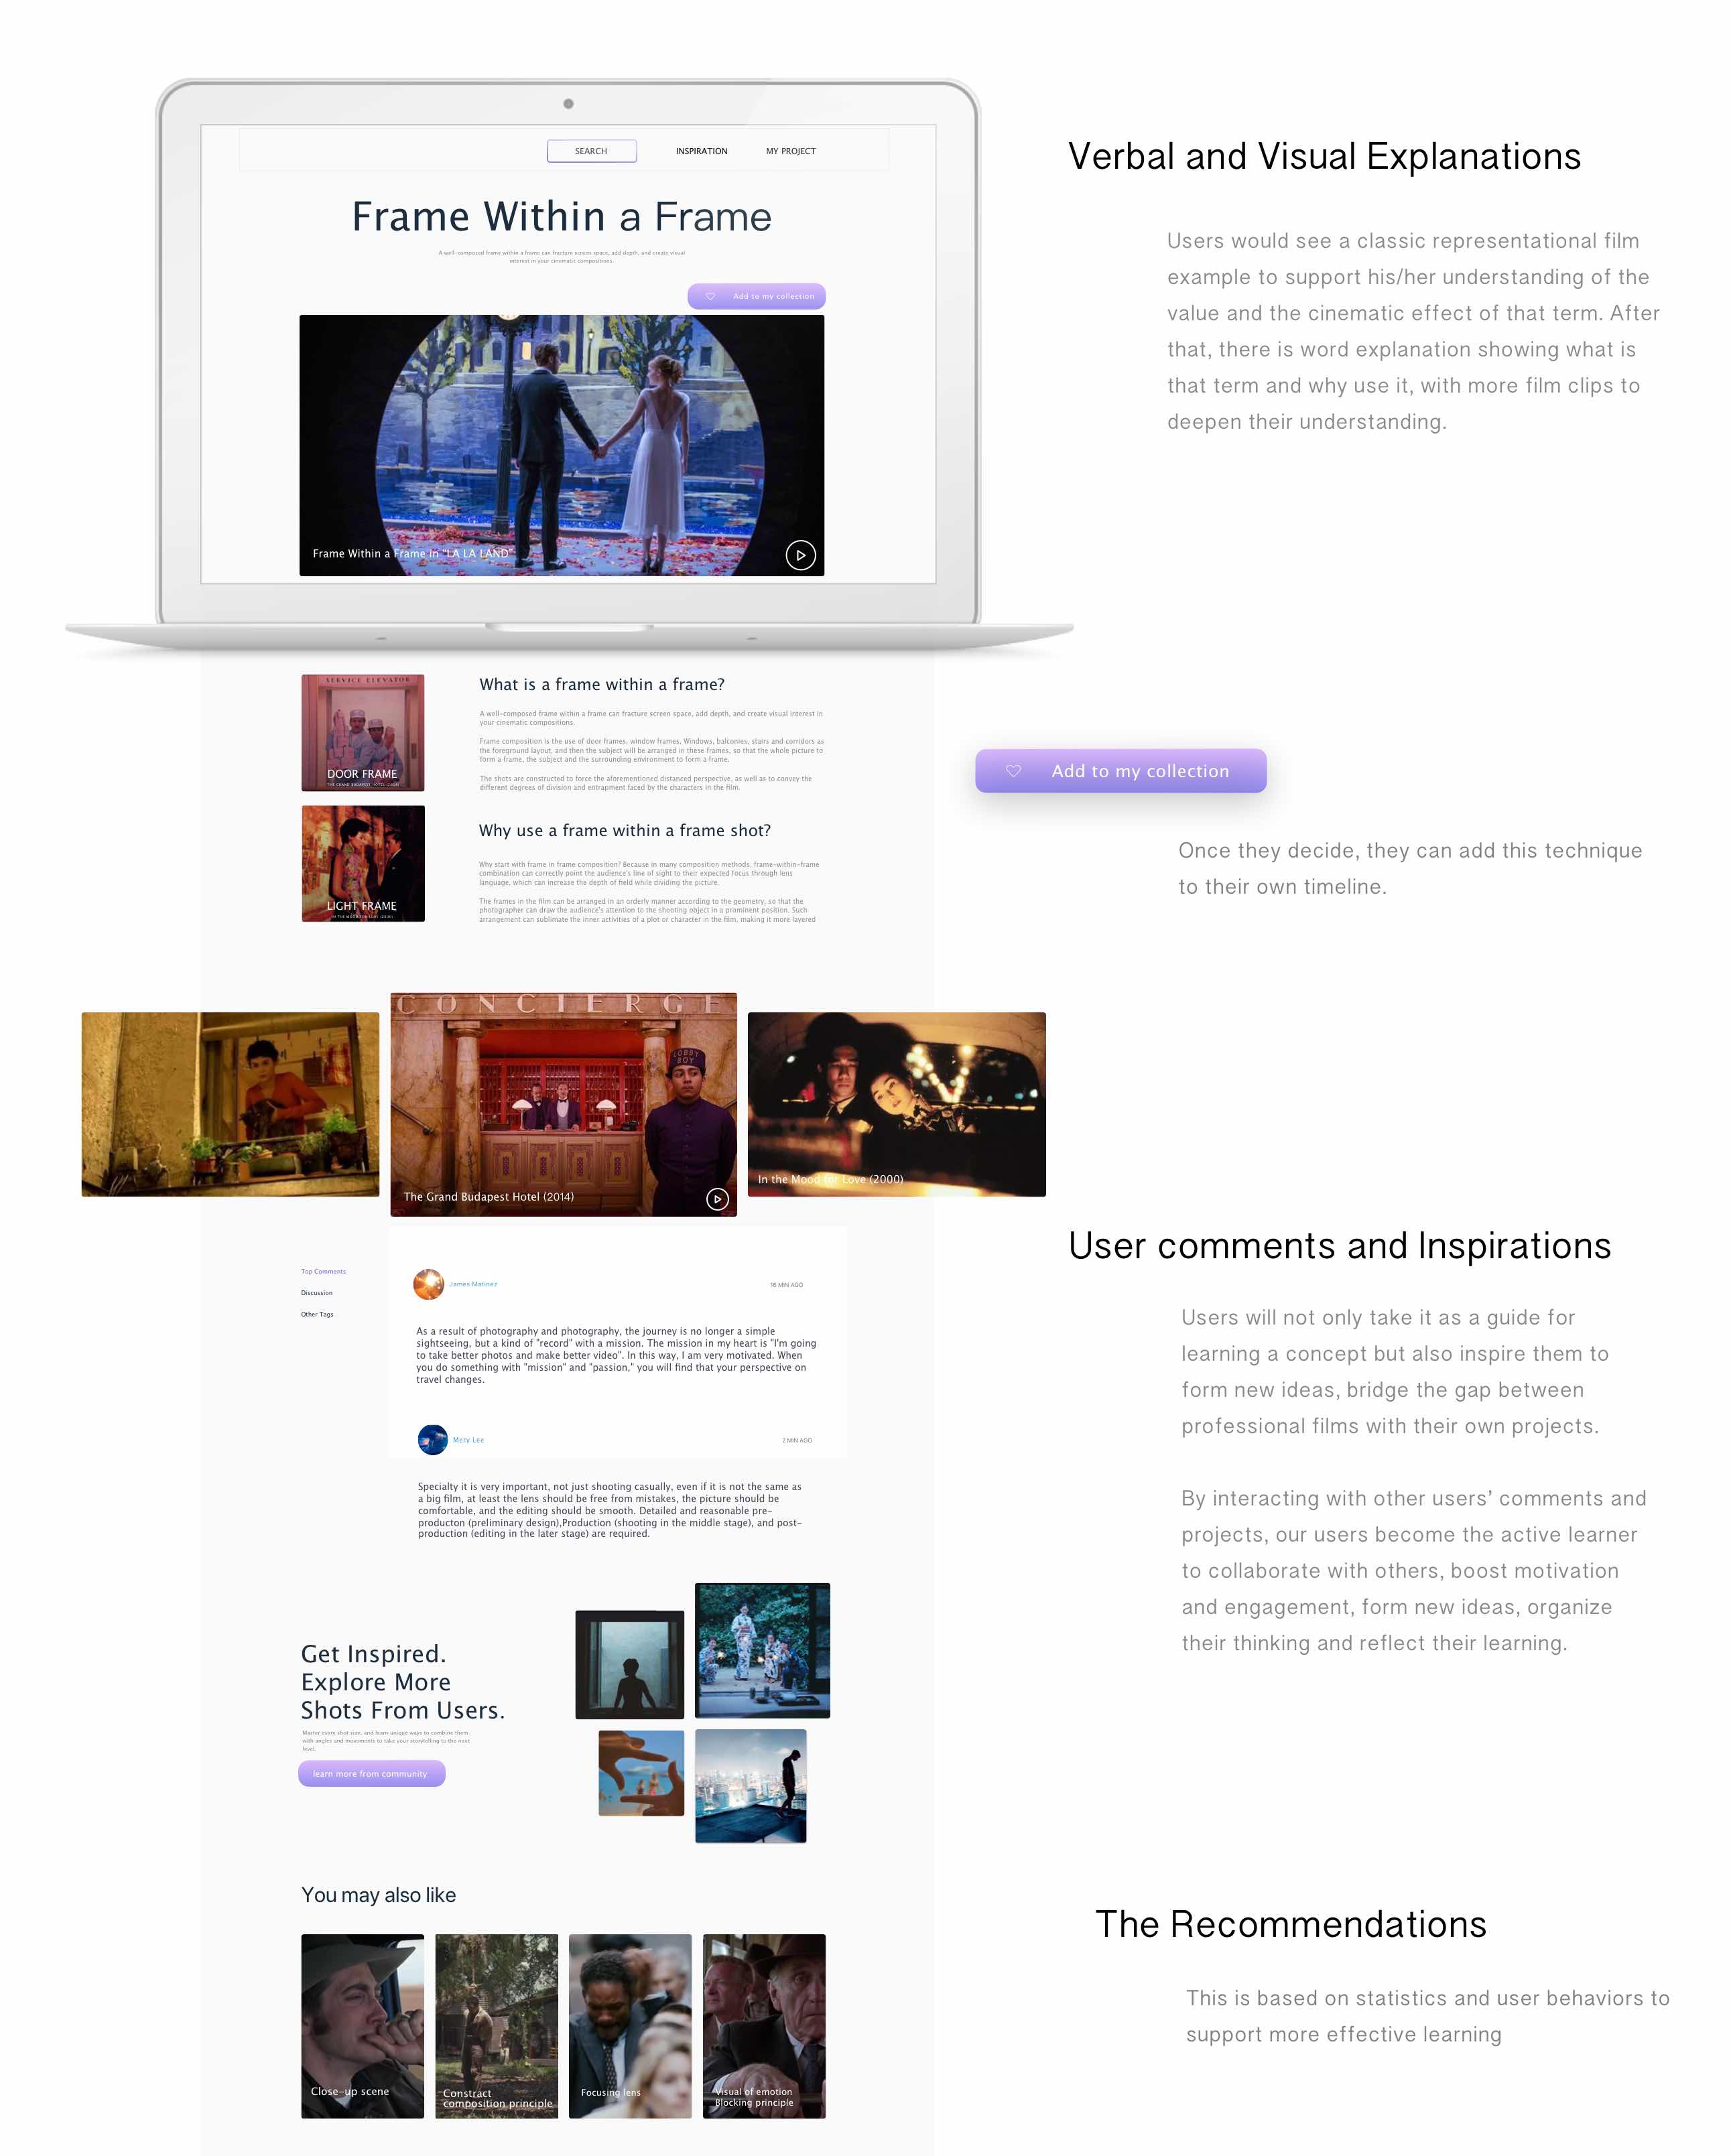 SEARCH
INSPIRATION
MY PROJECT
Frame Within a Frame
A well-composed frame within a frame can fracture screen space, add depth, and create visual
interest in your cinematic compositions.
Add to my collection
Frame Within a Frame in "LA LA LAND"
Verbal and Visual Explanations
Users would see a classic representational film
example to support his/her understanding of the
value and the cinematic effect of that term. After
that, there is word explanation showing what is
that term and why use it, with more film clips to
deepen their understanding.
SERVICE ELEVATOR
DOOR FRAME
THE GRAND BUDAPEST HOTEL
What is a frame within a frame?
A well-composed frame within a frame can fracture screen space, add depth, and create visual interest in
your cinematic compositions.
Frame composition is the use of door frames, window frames, Windows, balconies, stairs and corridors as
the foreground layout, and then the subject will be arranged in these frames, so that the whole picture to
form a frame, the subject and the surrounding environment to form a frame.
The shots are constructed to force the aforementioned distanced perspective, as well as to convey the
different degrees of division and entrapment faced by the characters in the film.
LIGHT FRAME
IN THE MOOD FOR LOVE (2000)
Why use a frame within a frame shot?
Why start with frame in frame composition? Because in many composition methods, frame-within-frame
combination can correctly point the audience's line of sight to their expected focus through lens
language, which can increase the depth of field while dividing the picture.
The frames in the film can be arranged in an orderly manner according to the geometry, so that the
photographer can draw the audience's attention to the shooting object in a prominent position. Such
arrangement can sublimate the inner activities of a plot or character in the film, making it more layered
Add to my collection
Once they decide, they can add this technique
to their own timeline.
CONCIERGE
LOBBY
BOY
The Grand Budapest Hotel (2014)
In the Mood for Love (2000)
Top Comments
Discussion
Other Tags
James Matinez
16 MIN AGO
As a result of photography and photography, the journey is no longer a simple
sightseeing, but a kind of "record" with a mission. The mission in my heart is "I'm going
to take better photos and make better video". In this way, I am very motivated. When
you do something with "mission" and "passion," you will find that your perspective on
travel changes.
Mery Lee
2 MIN AGO
Specialty it is very important, not just shooting casually, even if it is not the same as
a big film, at least the lens should be free from mistakes, the picture should be
comfortable, and the editing should be smooth. Detailed and reasonable pre-
producton (preliminary design),Production (shooting in the middle stage), and post-
production (editing in the later stage) are required.
User comments and Inspirations
Users will not only take it as a guide for
learning a concept but also inspire them to
form new ideas, bridge the gap between
professional films with their own projects.
By interacting with other users' comments and
projects, our users become the active learner
to collaborate with others, boost motivation
and engagement, form new ideas, organize
their thinking and reflect their learning.
Get Inspired.
Explore More
Shots From Users.
Master every shot size, and learn unique ways to combine them
with angles and movements to take your storytelling to the next
level.
learn more from community
You may also like
Close-up scene
Constract
composition principle
Focusing lens
Visual of emotion
Blocking principle
The Recommendations
This is based on statistics and user behaviors to
support more effective learning